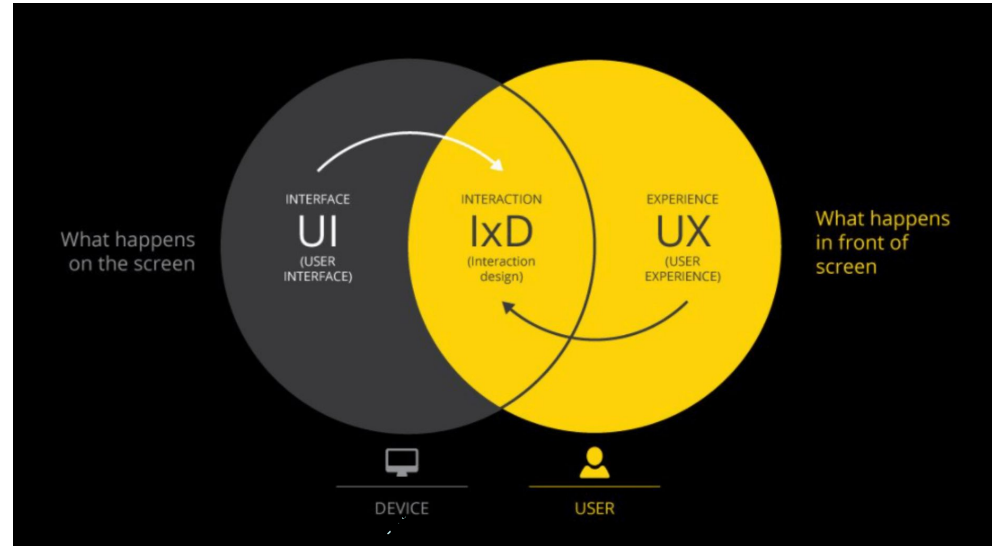 What happens
on the screen
INTERFACE
UI
(USER
INTERFACE)
INTERACTION
IxD
(Interaction
design)
EXPERIENCE
UX
(USER
EXPERIENCE)
What happens
in front of
screen
DEVICE
USER